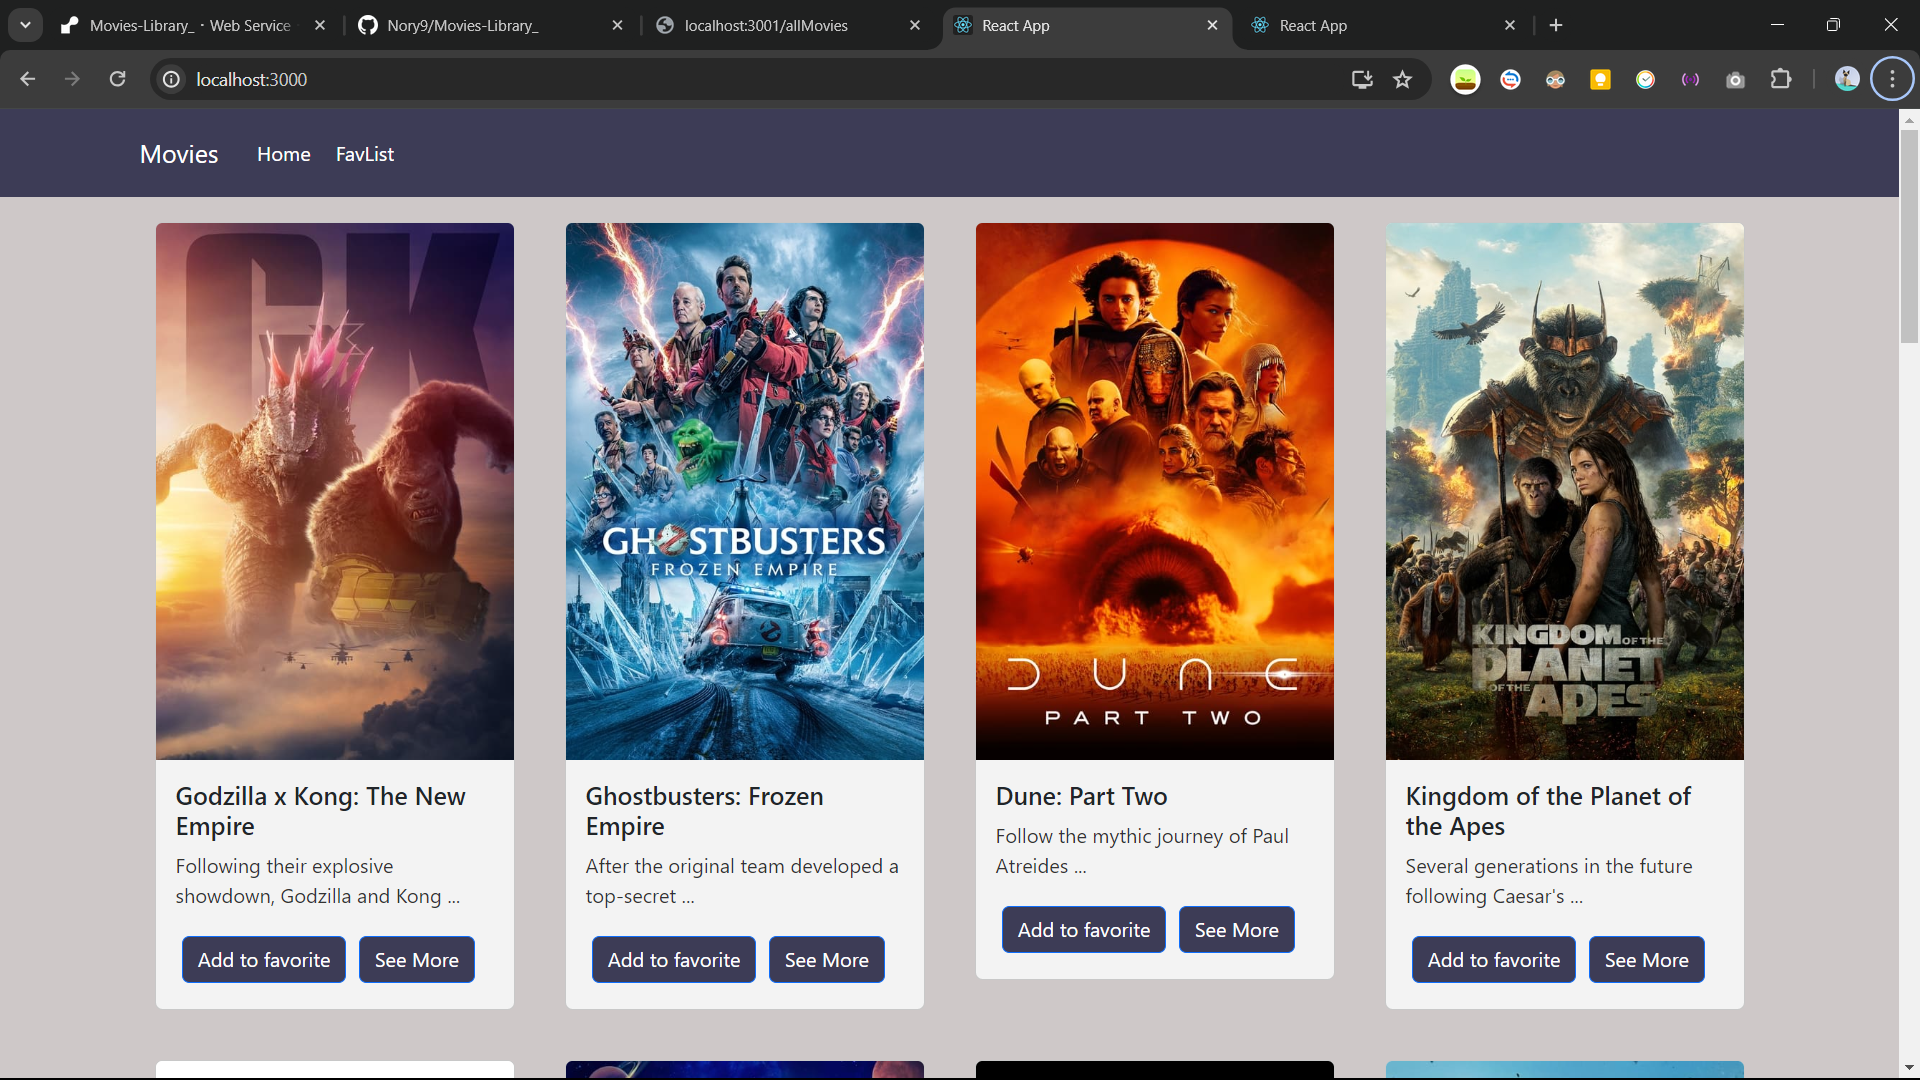 Movies-Library_ · Web Service
Nory9/Movies-Library_
localhost:3001/allMovies
React App
React App
localhost:3000
Movies
Home
FavList
GK
GHOSTBUSTERS
FROZEN EMPIRE
DUNE
PART TWO
KINGDOM OF THE
PLANET
OF THE APES
Godzilla x Kong: The New
Empire
Following their explosive
showdown, Godzilla and Kong ...
Add to favorite
See More
Ghostbusters: Frozen
Empire
After the original team developed a
top-secret ...
Add to favorite
See More
Dune: Part Two
Follow the mythic journey of Paul
Atreides ...
Add to favorite
See More
Kingdom of the Planet of
the Apes
Several generations in the future
following Caesar's ...
Add to favorite
See More